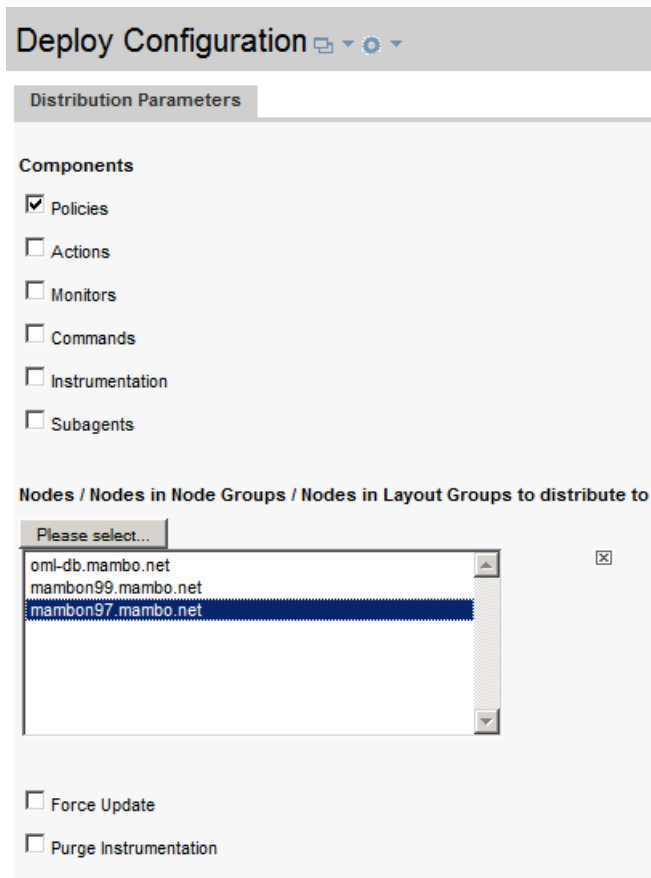 Deploy Configuration
Distribution Parameters
Components
Policies
Actions
Monitors
Commands
Instrumentation
Subagents
Nodes / Nodes in Node Groups / Nodes in Layout Groups to distribute to
Please select...
oml-db.mambo.net
mambon99.mambo.net
mambon97.mambo.net
Force Update
Purge Instrumentation